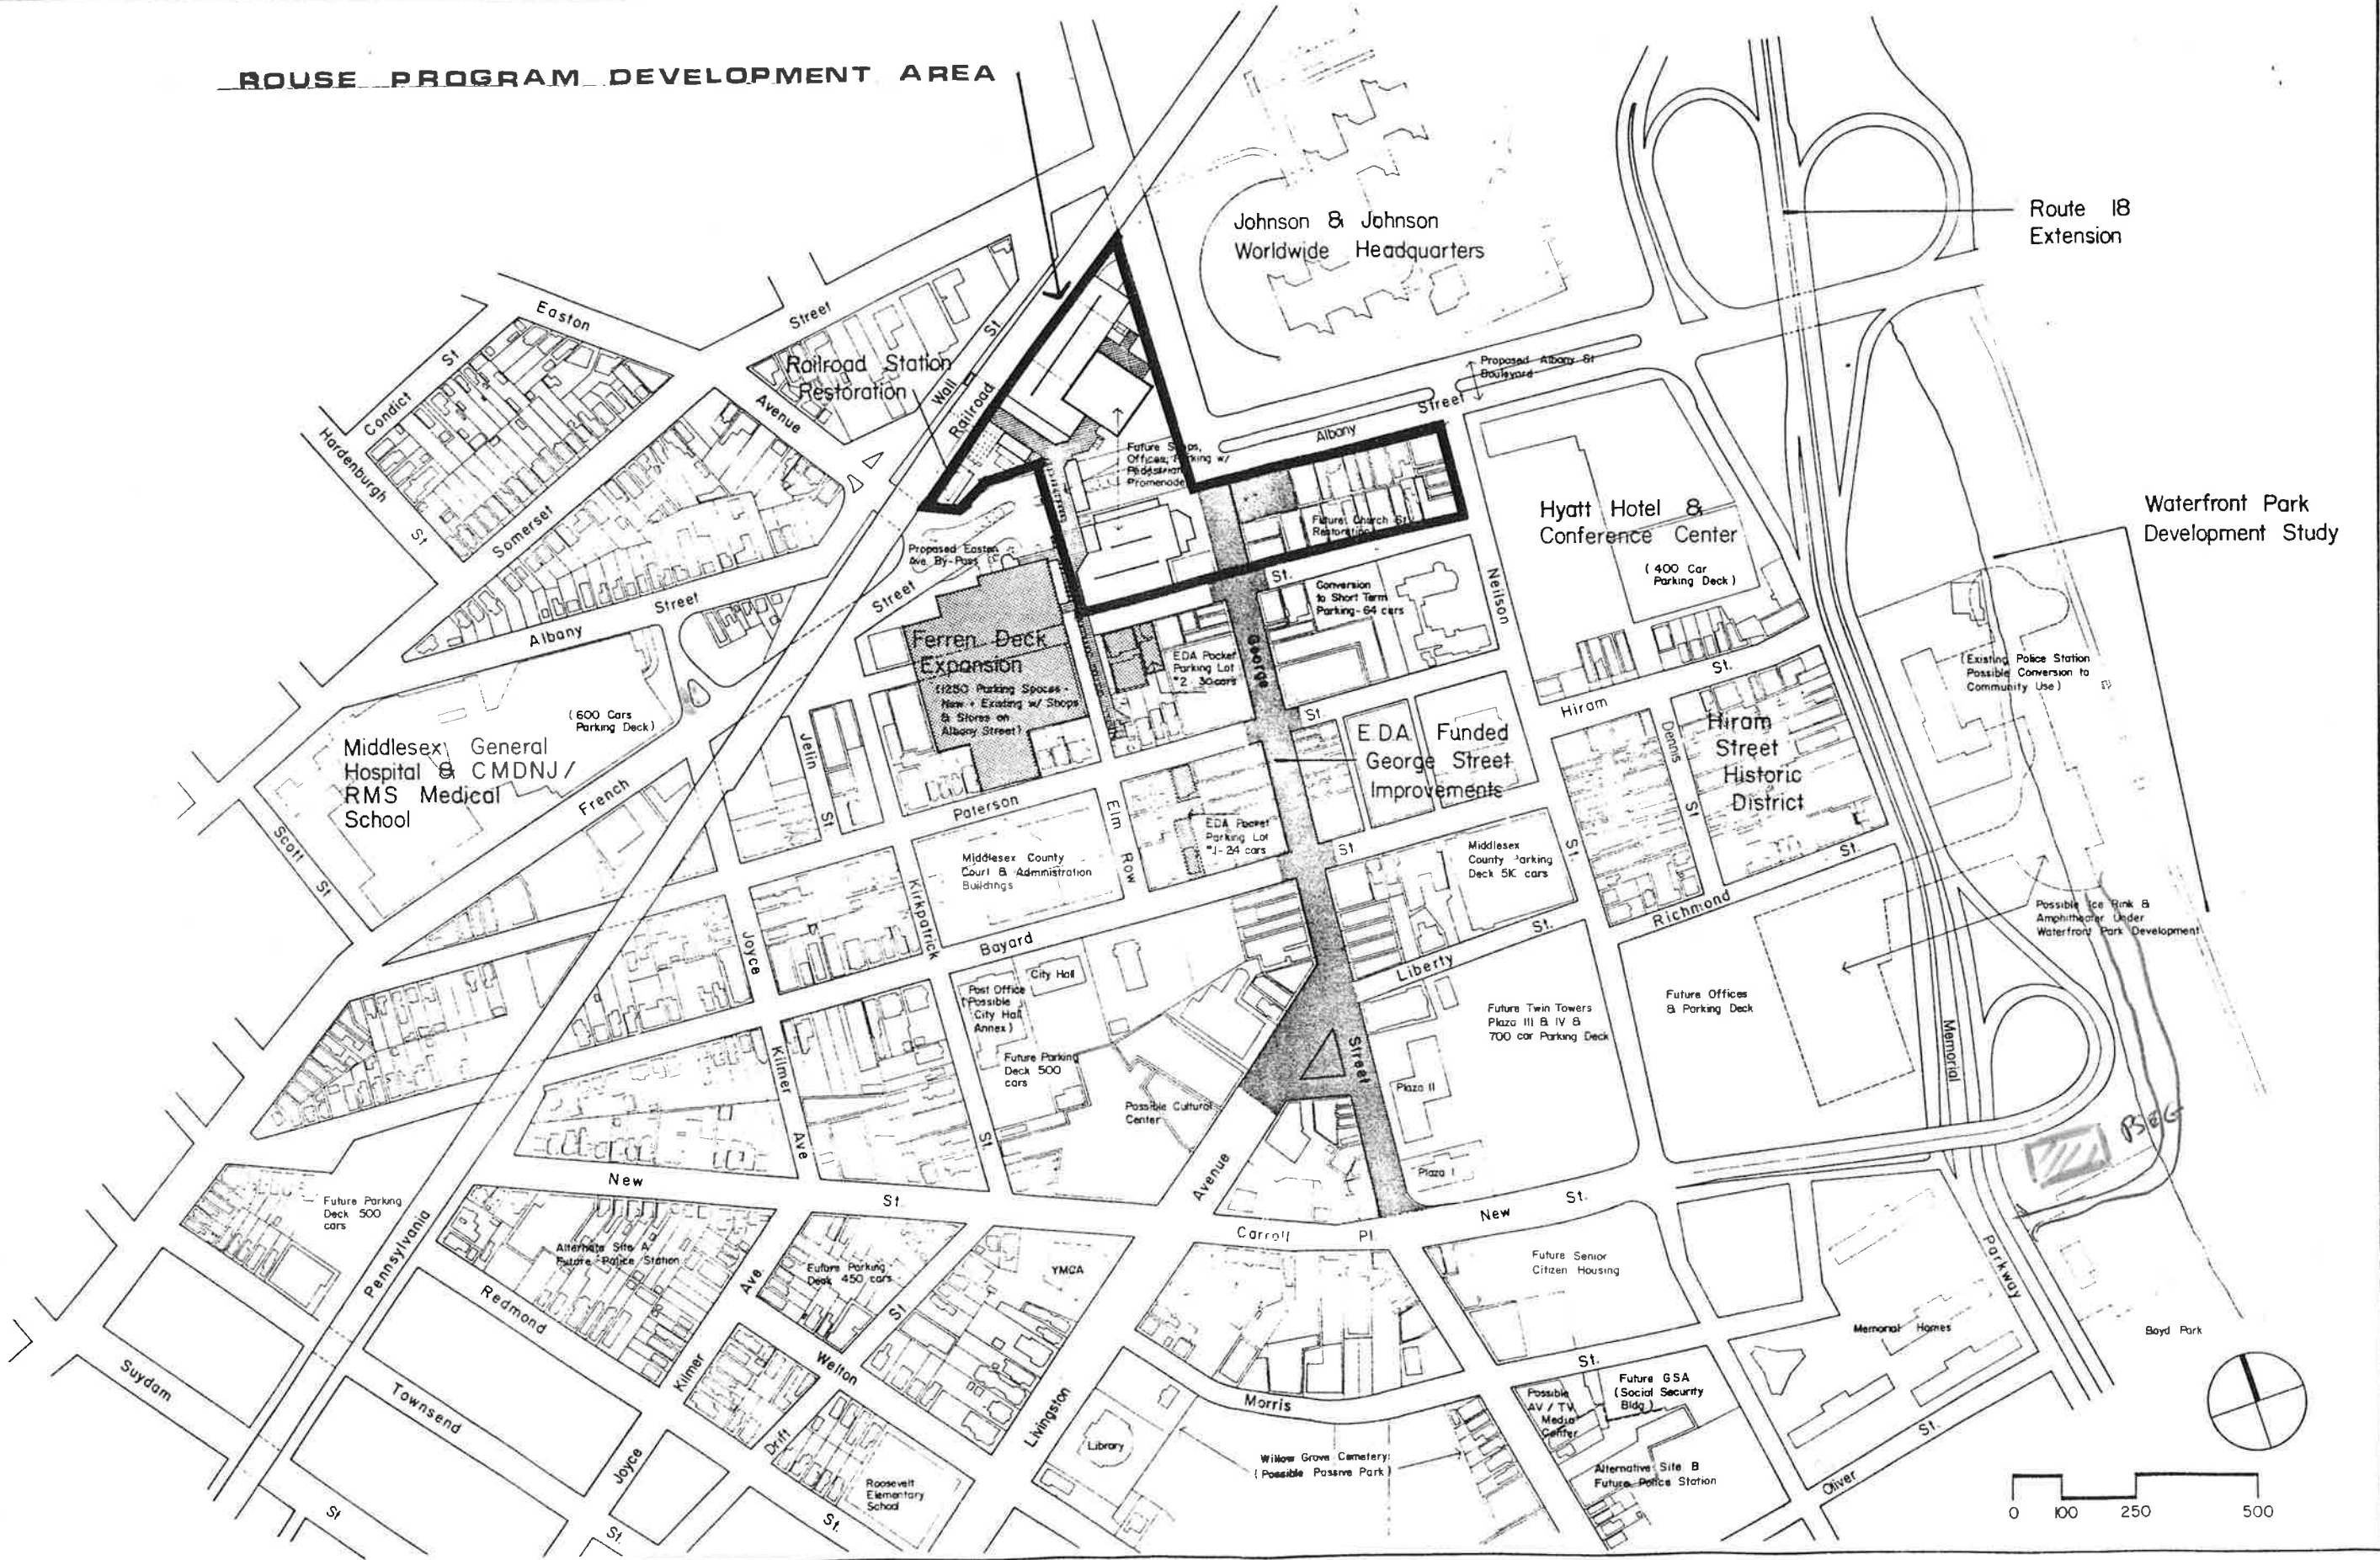 ROUSE PROGRAM DEVELOPMENT AREA
Johnson & Johnson
Worldwide Headquarters
Route 18
Extension
Easton
Street
Condict St
Railroad Station
Restoration
Avenue
Wall St
Railroad
Proposed Albany St
Boulevard
Albany Street
Hardenburgh St
Somerset
Future Shops,
Offices, Parking w/
Pedestrian
Promenade
Future Church St
Restoration
Hyatt Hotel &
Conference Center
(400 Car
Parking Deck)
Waterfront Park
Development Study
Proposed Easton
Ave. By-Pass
Street
St.
Conversion
to Short Term
Parking-64 cars
Neilson
Albany Street
Ferren Deck
Expansion
(1250 Parking Spaces -
New + Existing w/ Shops
& Stores on
Albany Street)
EDA Pocket
Parking Lot
#2 30 cars
George
(Existing Police Station
Possible Conversion to
Community Use)
Hiram St.
(600 Cars
Parking Deck)
Middlesex General
Hospital & CMDNJ/
RMS Medical
School
Jelin St.
St.
E.D.A. Funded
George Street
Improvements
Dennis St
Hiram
Street
Historic
District
French
Paterson
Elm Row
EDA Pocket
Parking Lot
#1-24 cars
St.
Scott St
Middlesex County
Court & Administration
Buildings
Middlesex
County Parking
Deck 51C cars
St.
St.
Kirkpatrick
Richmond
Possible Ice Rink &
Amphitheater Under
Waterfront Park Development
Joyce
Bayard
Liberty St.
City Hall
Post Office
(Possible
City Hall
Annex)
Future Twin Towers
Plaza III & IV &
700 car Parking Deck
Future Offices
& Parking Deck
Kilmer Ave
Future Parking
Deck 500
cars
Street
Memorial
Plaza II
Possible Cultural
Center
St.
PSEG
Plaza I
Avenue
New St.
New St.
Future Parking
Deck 500
cars
Pennsylvania
Carroll Pl.
Alternate Site A
Future Police Station
Future Parking
Deck 450 cars
YMCA
Future Senior
Citizen Housing
Parkway
Ave.
St.
Redmond
Memorial Homes
Boyd Park
Kilmer
Welton
St.
Suydam
Townsend
Livingston
Morris
Possible
AV / TV
Media
Center
Future GSA
(Social Security
Bldg.)
Drift
Library
Willow Grove Cemetery
(Possible Passive Park)
Joyce
Roosevelt
Elementary
School
Alternative Site B
Future Police Station
Oliver St.
St
St.
St.
0 100 250 500